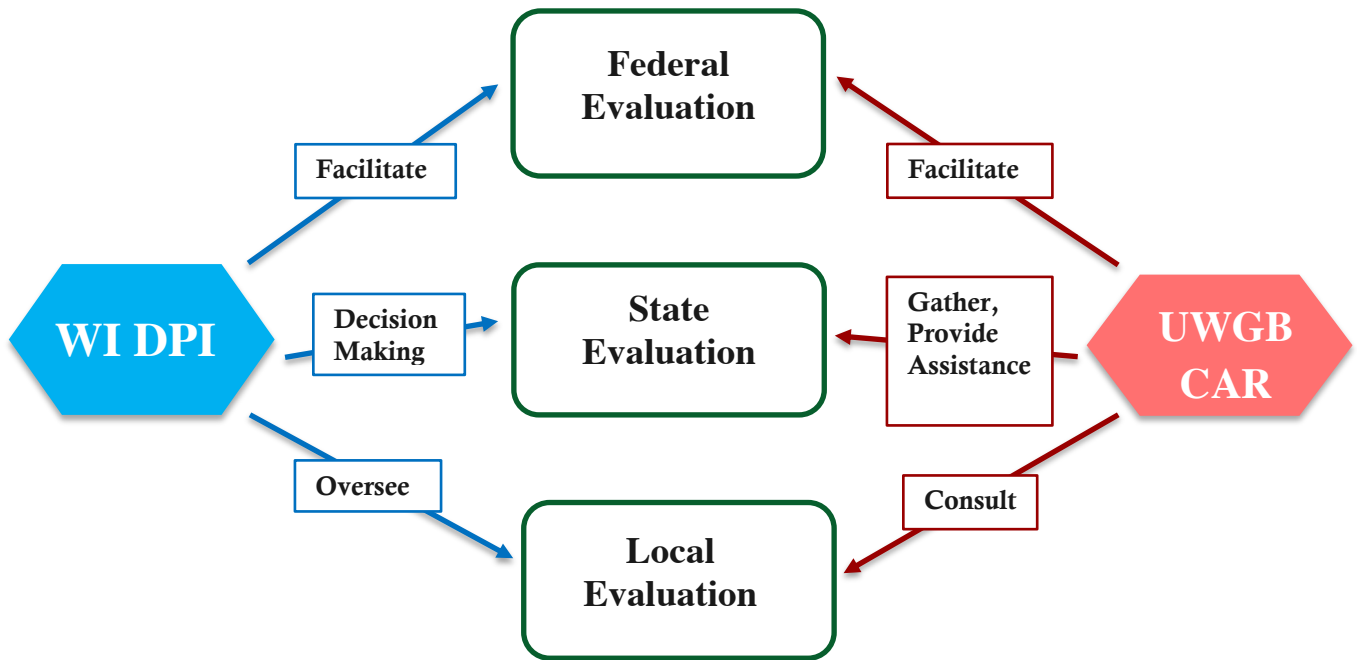 Federal
Evaluation
Facilitate
Facilitate
WI DPI
Decision
Making
State
Evaluation
Gather,
Provide
Assistance
UWGB
CAR
Oversee
Consult
Local
Evaluation